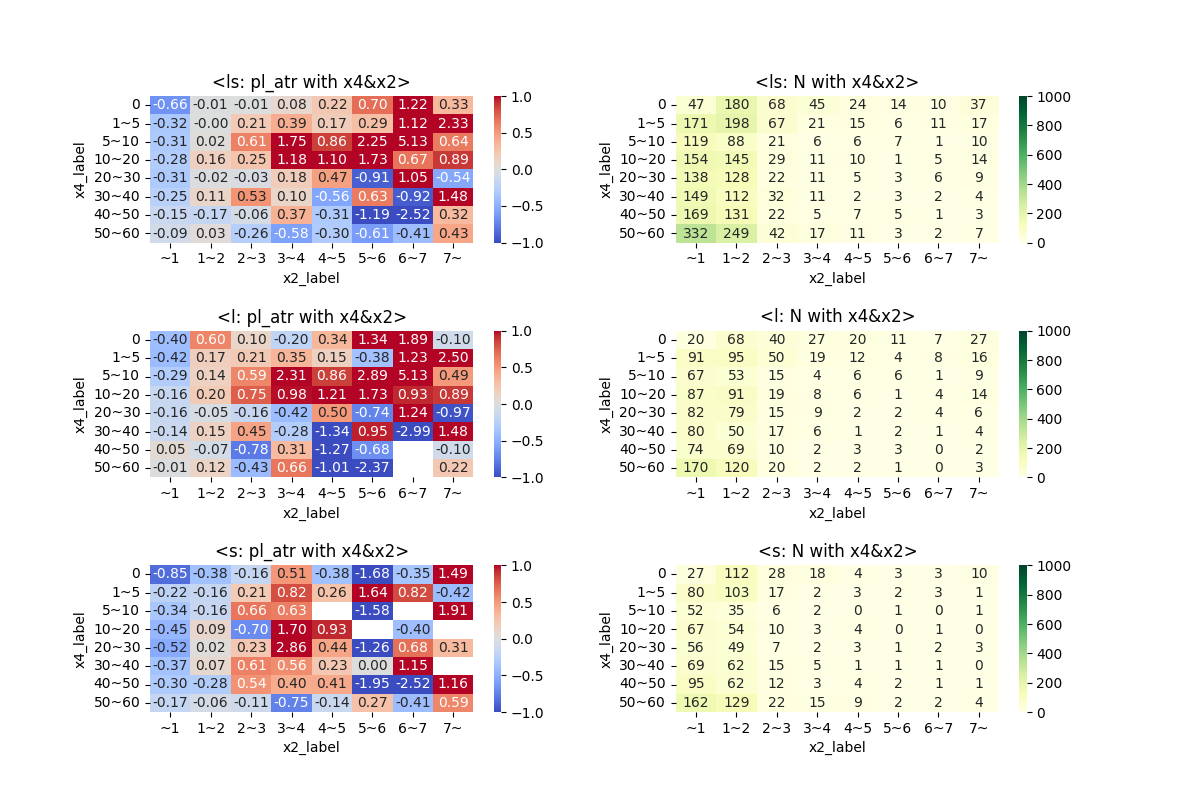 <ls: pl_atr with x4&x2> <ls: N with x4&x2>
0 -0.66 -0.01 -0.01 0.08 0.22 0.70 1.22 0.33 1.0 0 47 180 68 45 24 14 10 37 1000
1~5 -0.32 -0.00 0.21 0.39 0.17 0.29 1.12 2.33 1~5 171 198 67 21 15 6 11 17 800
5~10 -0.31 0.02 0.61 1.75 0.86 2.25 5.13 0.64 0.5 5~10 119 88 21 6 6 7 1 10
10~20 -0.28 0.16 0.25 1.18 1.10 1.73 0.67 0.89 10~20 154 145 29 11 10 1 5 14 600
x4_label 20~30 -0.31 -0.02 -0.03 0.18 0.47 -0.91 1.05 -0.54 0.0 x4_label 20~30 138 128 22 11 5 3 6 9 400
30~40 -0.25 0.11 0.53 0.10 -0.56 0.63 -0.92 1.48 -0.5 30~40 149 112 32 11 2 3 2 4 200
40~50 -0.15 -0.17 -0.06 0.37 -0.31 -1.19 -2.52 0.32 40~50 169 131 22 5 7 5 1 3
50~60 -0.09 0.03 -0.26 -0.58 -0.30 -0.61 -0.41 0.43 -1.0 50~60 332 249 42 17 11 3 2 7 0
~1 1~2 2~3 3~4 4~5 5~6 6~7 7~ ~1 1~2 2~3 3~4 4~5 5~6 6~7 7~
x2_label x2_label
<l: pl_atr with x4&x2> <l: N with x4&x2>
0 -0.40 0.60 0.10 -0.20 0.34 1.34 1.89 -0.10 1.0 0 20 68 40 27 20 11 7 27 1000
1~5 -0.42 0.17 0.21 0.35 0.15 -0.38 1.23 2.50 1~5 91 95 50 19 12 4 8 16 800
5~10 -0.29 0.14 0.59 2.31 0.86 2.89 5.13 0.49 0.5 5~10 67 53 15 4 6 6 1 9
10~20 -0.16 0.20 0.75 0.98 1.21 1.73 0.93 0.89 10~20 87 91 19 8 6 1 4 14 600
x4_label 20~30 -0.16 -0.05 -0.16 -0.42 0.50 -0.74 1.24 -0.97 0.0 x4_label 20~30 82 79 15 9 2 2 4 6 400
30~40 -0.14 0.15 0.45 -0.28 -1.34 0.95 -2.99 1.48 -0.5 30~40 80 50 17 6 1 2 1 4 200
40~50 0.05 -0.07 -0.78 0.31 -1.27 -0.68 -0.10 40~50 74 69 10 2 3 3 0 2
50~60 -0.01 0.12 -0.43 0.66 -1.01 -2.37 0.22 -1.0 50~60 170 120 20 2 2 1 0 3 0
~1 1~2 2~3 3~4 4~5 5~6 6~7 7~ ~1 1~2 2~3 3~4 4~5 5~6 6~7 7~
x2_label x2_label
<s: pl_atr with x4&x2> <s: N with x4&x2>
0 -0.85 -0.38 -0.16 0.51 -0.38 -1.68 -0.35 1.49 1.0 0 27 112 28 18 4 3 3 10 1000
1~5 -0.22 -0.16 0.21 0.82 0.26 1.64 0.82 -0.42 1~5 80 103 17 2 3 2 3 1 800
5~10 -0.34 -0.16 0.66 0.63 -1.58 1.91 0.5 5~10 52 35 6 2 0 1 0 1
10~20 -0.45 0.09 -0.70 1.70 0.93 -0.40 10~20 67 54 10 3 4 0 1 0 600
x4_label 20~30 -0.52 0.02 0.23 2.86 0.44 -1.26 0.68 0.31 0.0 x4_label 20~30 56 49 7 2 3 1 2 3 400
30~40 -0.37 0.07 0.61 0.56 0.23 0.00 1.15 -0.5 30~40 69 62 15 5 1 1 1 0 200
40~50 -0.30 -0.28 0.54 0.40 0.41 -1.95 -2.52 1.16 40~50 95 62 12 3 4 2 1 1
50~60 -0.17 -0.06 -0.11 -0.75 -0.14 0.27 -0.41 0.59 -1.0 50~60 162 129 22 15 9 2 2 4 0
~1 1~2 2~3 3~4 4~5 5~6 6~7 7~ ~1 1~2 2~3 3~4 4~5 5~6 6~7 7~
x2_label x2_label